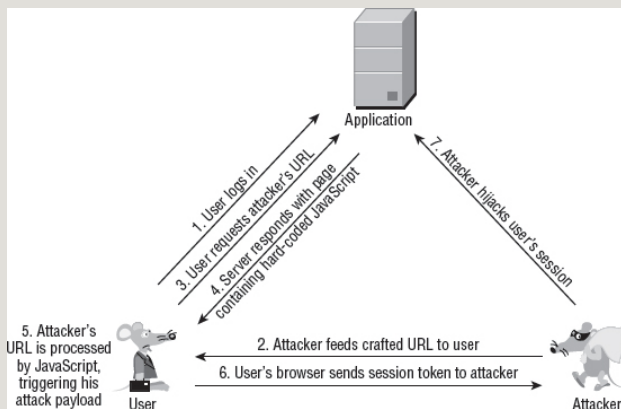 Application
1. User logs in
3. User requests attacker's URL
4. Server responds with page
containing hard-coded JavaScript
7. Attacker hijacks user's session
5. Attacker's
URL is processed
by JavaScript,
triggering his
attack payload
2. Attacker feeds crafted URL to user
6. User's browser sends session token to attacker
User
Attacker